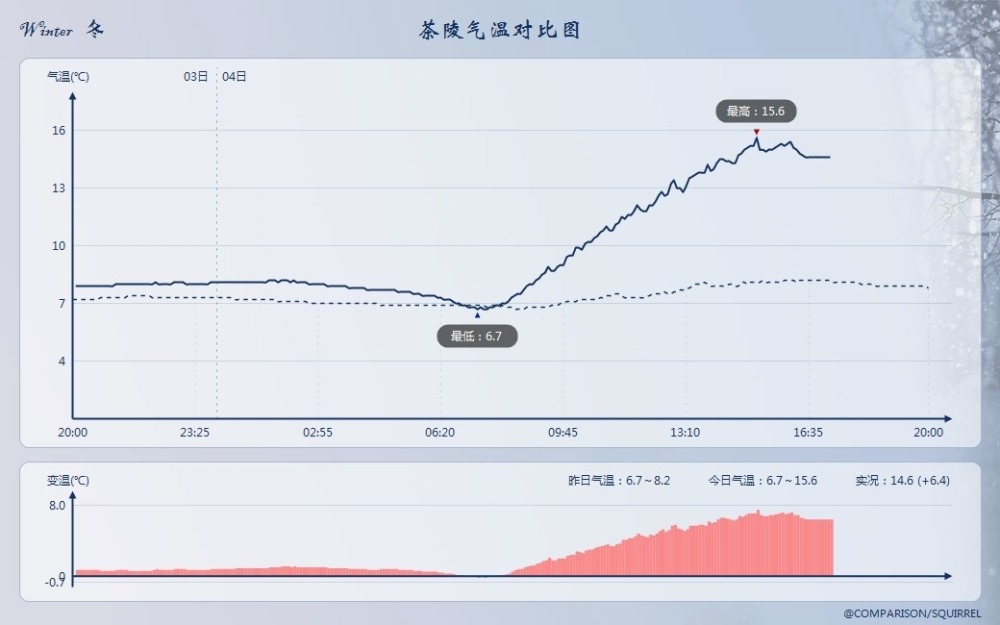 Winter 冬
茶陵气温对比图
气温(℃)
03日 04日
最高：15.6
16
13
10
7
4
最低：6.7
20:00 23:25 02:55 06:20 09:45 13:10 16:35 20:00
变温(℃)
昨日气温：6.7～8.2 今日气温：6.7～15.6 实况：14.6 (+6.4)
8.0
0
-0.7
@COMPARISON/SQUIRREL